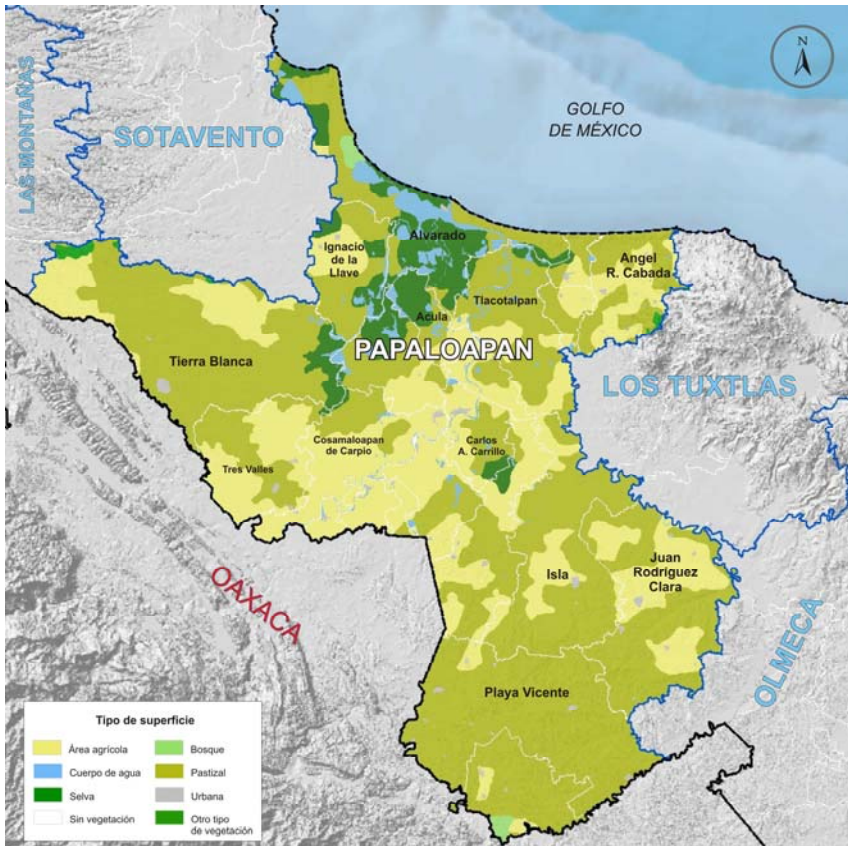 N
GOLFO
DE MÉXICO
LAS MONTAÑAS
SOTAVENTO
Alvarado
Ignacio
de la
Llave
Angel
R. Cabada
Tlacotalpan
Acula
PAPALOAPAN
Tierra Blanca
LOS TUXTLAS
Cosamaloapan
de Carpio
Carlos
A. Carrillo
Tres Valles
Isla
Juan
Rodríguez
Clara
OAXACA
OLMECA
Playa Vicente
Tipo de superficie
Área agrícola
Bosque
Cuerpo de agua
Pastizal
Selva
Urbana
Sin vegetación
Otro tipo
de vegetación